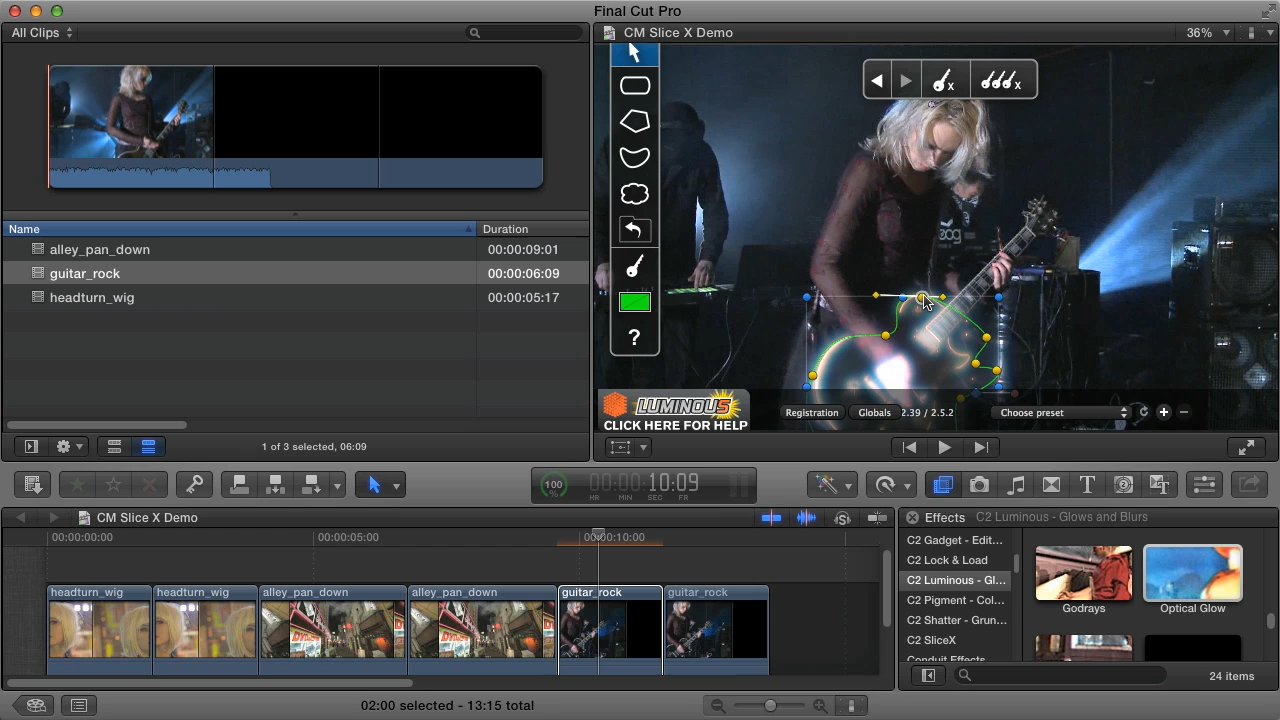 Final Cut Pro
All Clips
CM Slice X Demo
36%
x
x
Name
Duration
alley_pan_down
00:00:09:01
guitar_rock
00:00:06:09
headturn_wig
00:00:05:17
?
LUMINOUS
CLICK HERE FOR HELP
Registration
Globals
2.39 / 2.5.2
Choose preset
1 of 3 selected, 06:09
100
%
00:00:10:09
HR MIN SEC FR
T
CM Slice X Demo
Effects
C2 Luminous - Glows and Blurs
00:00:00:00
00:00:05:00
00:00:10:00
C2 Gadget - Edit...
C2 Lock & Load
C2 Luminous - Gl...
C2 Pigment - Col...
C2 Shatter - Grun...
C2 SliceX
Conduit Effects
Godrays
Optical Glow
headturn_wig
headturn_wig
alley_pan_down
alley_pan_down
guitar_rock
guitar_rock
24 items
02:00 selected - 13:15 total